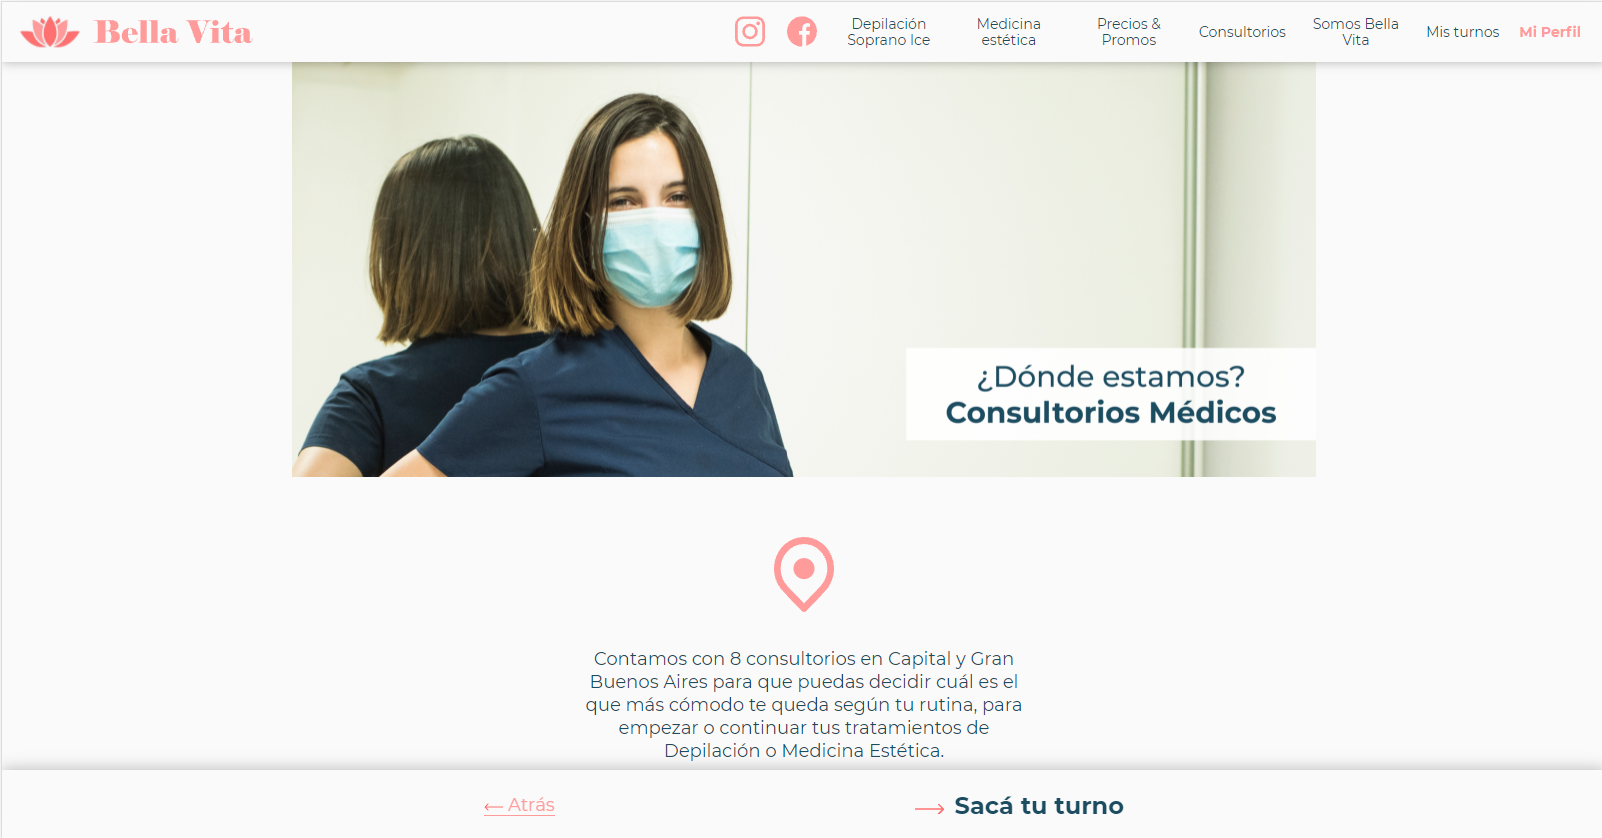 Bella Vita
Depilación
Soprano Ice
Medicina
estética
Precios &
Promos
Consultorios
Somos Bella
Vita
Mis turnos
Mi Perfil
¿Dónde estamos?
Consultorios Médicos
Contamos con 8 consultorios en Capital y Gran
Buenos Aires para que puedas decidir cuál es el
que más cómodo te queda según tu rutina, para
empezar o continuar tus tratamientos de
Depilación o Medicina Estética.
← Atrás
→ Sacá tu turno